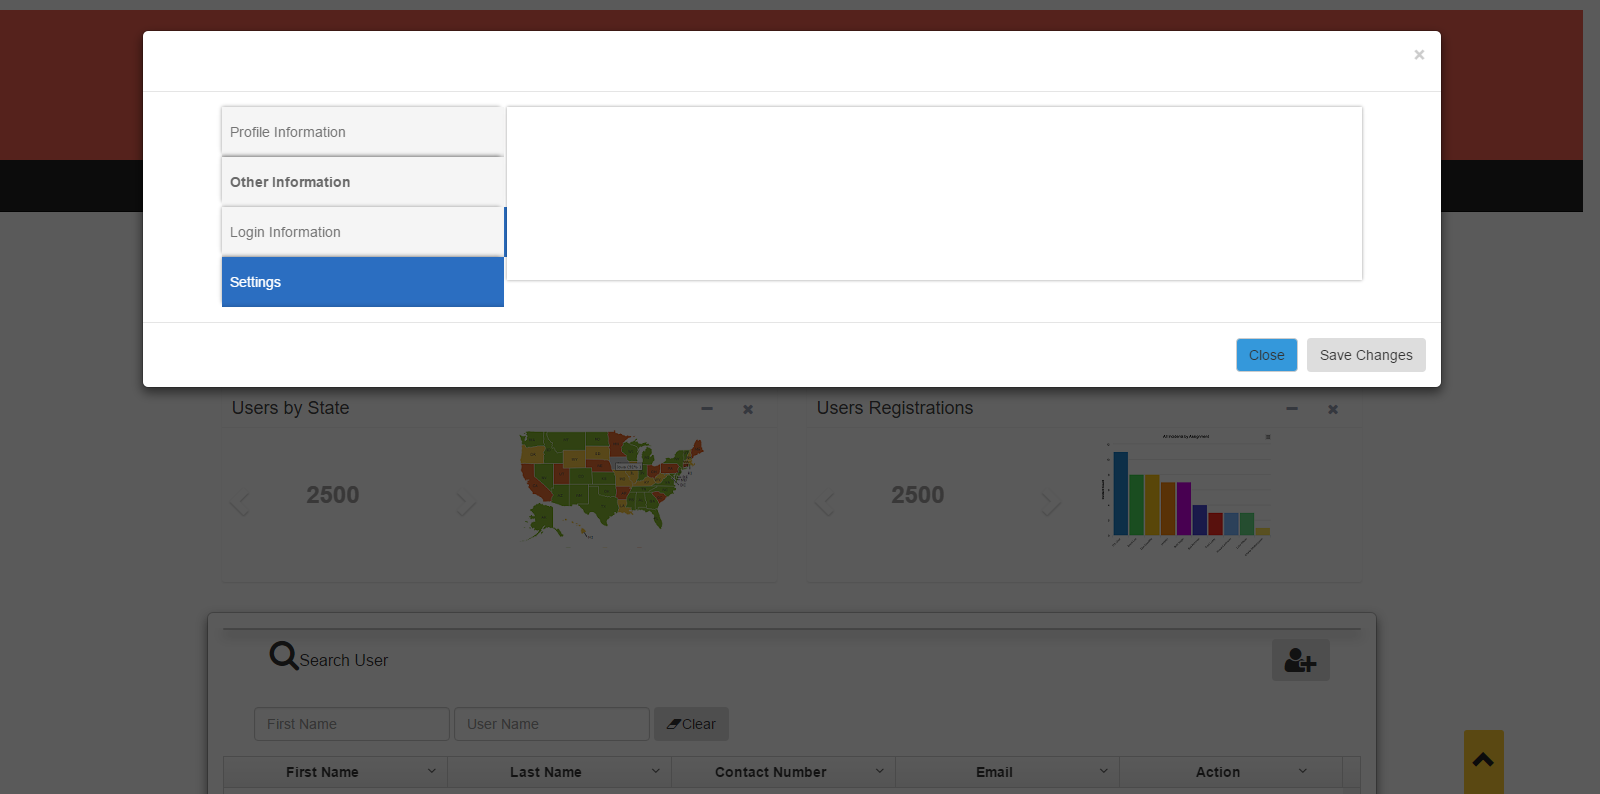 ×
Profile Information
Other Information
Login Information
Settings
Close Save Changes
Users by State
Users Registrations
2500
2500
Search User
First Name User Name Clear
First Name Last Name Contact Number Email Action